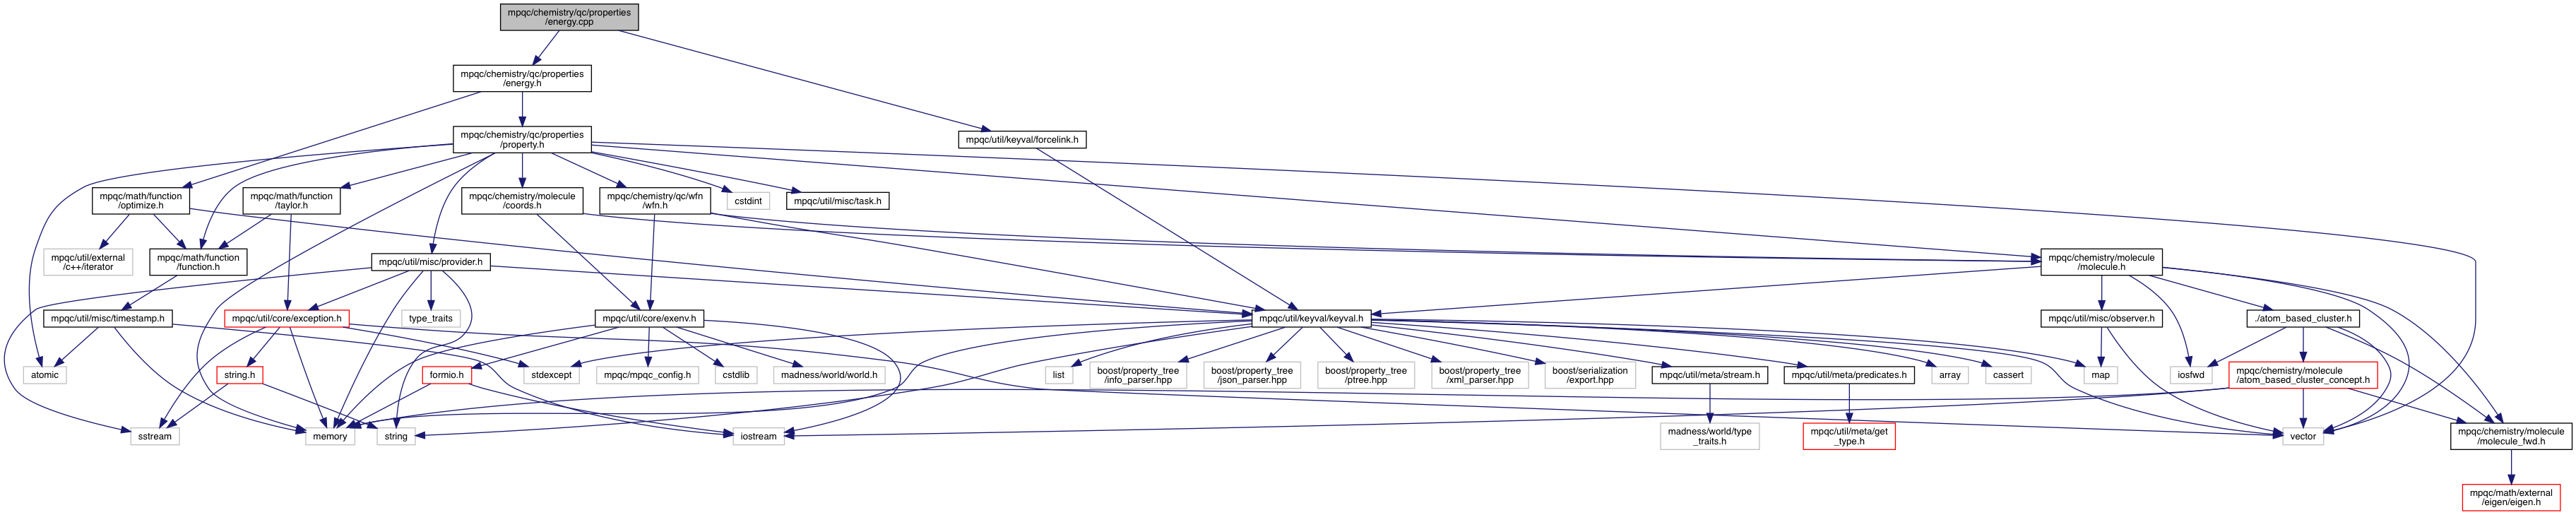 mpqc/chemistry/qc/properties
/energy.cpp
mpqc/chemistry/qc/properties
/energy.h
mpqc/chemistry/qc/properties
/property.h
mpqc/util/keyval/forcelink.h
mpqc/math/function
/optimize.h
mpqc/math/function
/taylor.h
mpqc/chemistry/molecule
/coords.h
mpqc/chemistry/qc/wfn
/wfn.h
cstdint
mpqc/util/misc/task.h
mpqc/util/external
/c++/iterator
mpqc/math/function
/function.h
mpqc/util/misc/provider.h
mpqc/chemistry/molecule
/molecule.h
mpqc/util/misc/timestamp.h
mpqc/util/core/exception.h
type_traits
mpqc/util/core/exenv.h
mpqc/util/keyval/keyval.h
mpqc/util/misc/observer.h
./atom_based_cluster.h
atomic
string.h
formio.h
stdexcept
mpqc/mpqc_config.h
cstdlib
madness/world/world.h
list
boost/property_tree
/info_parser.hpp
boost/property_tree
/json_parser.hpp
boost/property_tree
/ptree.hpp
boost/property_tree
/xml_parser.hpp
boost/serialization
/export.hpp
mpqc/util/meta/stream.h
mpqc/util/meta/predicates.h
array
cassert
map
iosfwd
mpqc/chemistry/molecule
/atom_based_cluster_concept.h
sstream
memory
string
iostream
madness/world/type
_traits.h
mpqc/util/meta/get
_type.h
vector
mpqc/chemistry/molecule
/molecule_fwd.h
mpqc/math/external
/eigen/eigen.h